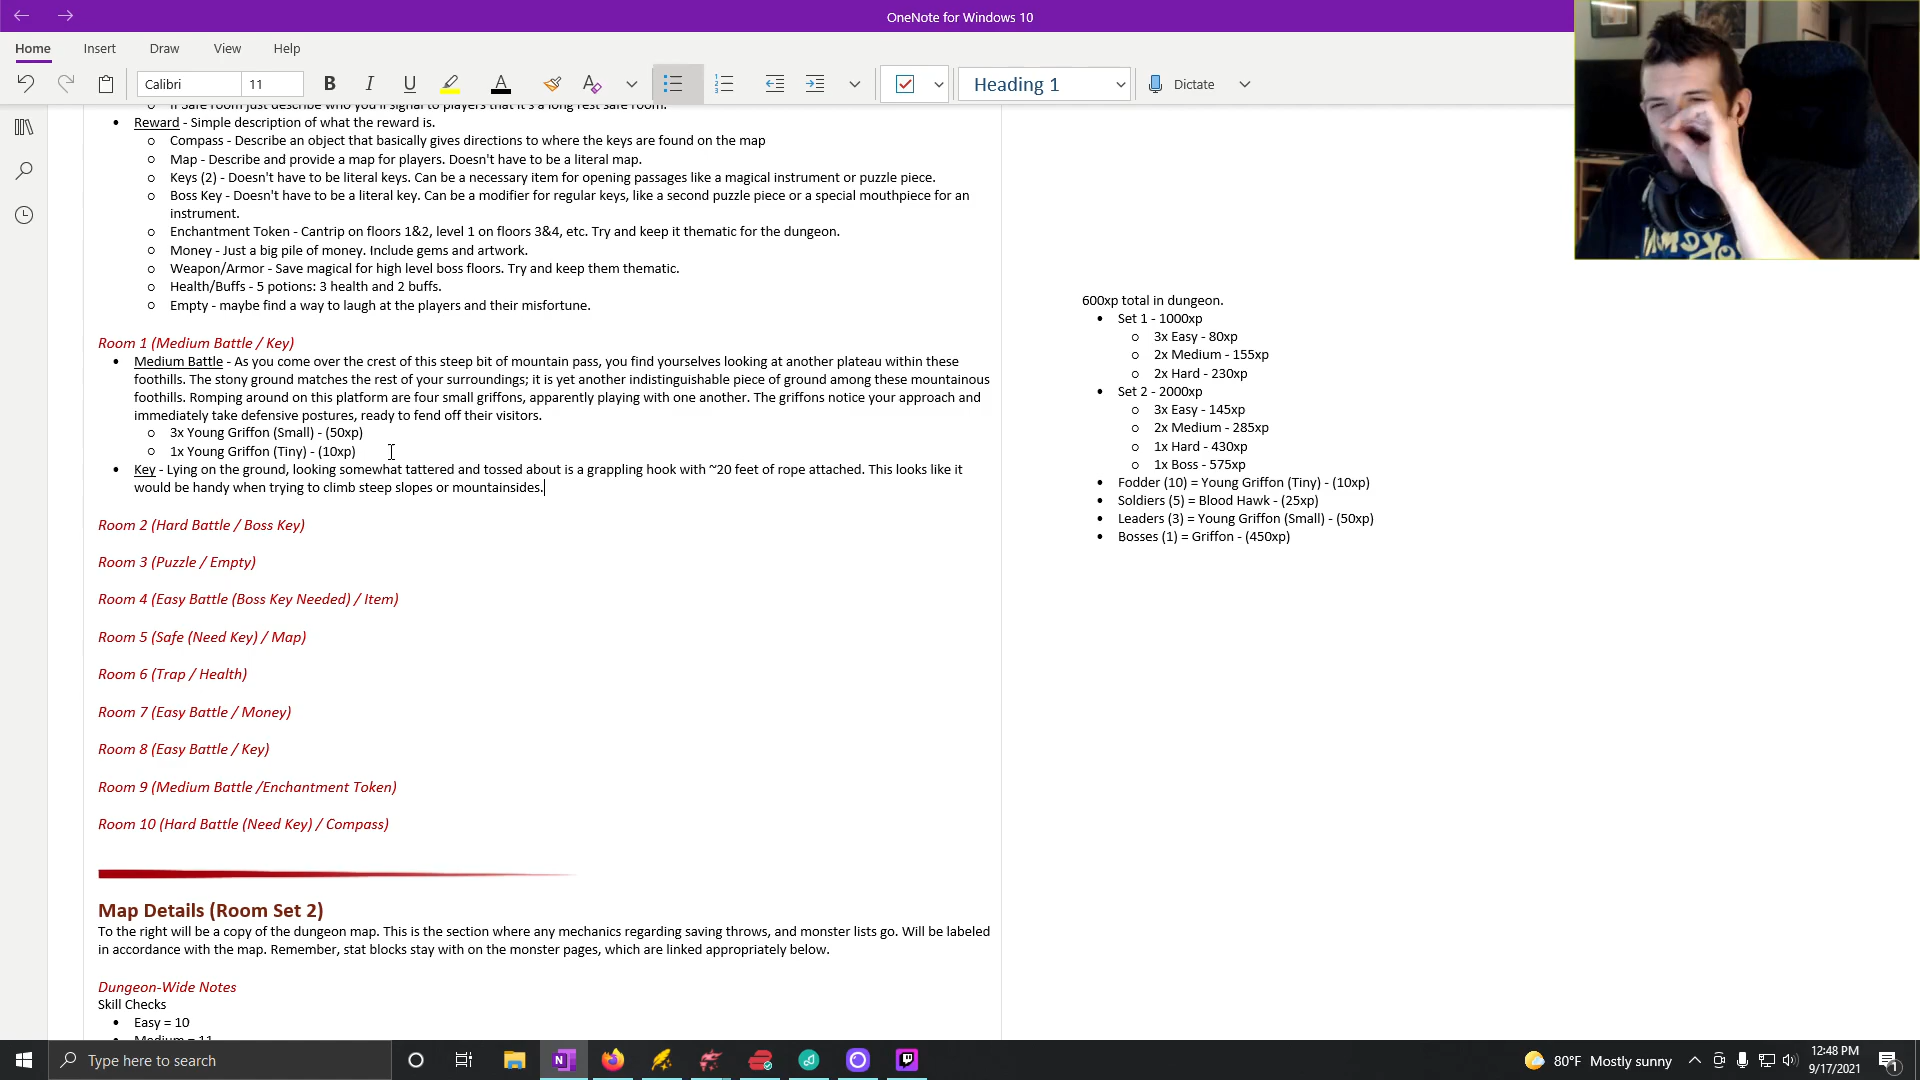 OneNote for Windows 10
Home Insert Draw View Help
Calibri 11 B I U A A Heading 1 Dictate
If Safe room just describe who you'll signal to players that it's a long rest safe room.
• Reward - Simple description of what the reward is.
○ Compass - Describe an object that basically gives directions to where the keys are found on the map
○ Map - Describe and provide a map for players. Doesn't have to be a literal map.
○ Keys (2) - Doesn't have to be literal keys. Can be a necessary item for opening passages like a magical instrument or puzzle piece.
○ Boss Key - Doesn't have to be a literal key. Can be a modifier for regular keys, like a second puzzle piece or a special mouthpiece for an
instrument.
○ Enchantment Token - Cantrip on floors 1&2, level 1 on floors 3&4, etc. Try and keep it thematic for the dungeon.
○ Money - Just a big pile of money. Include gems and artwork.
○ Weapon/Armor - Save magical for high level boss floors. Try and keep them thematic.
○ Health/Buffs - 5 potions: 3 health and 2 buffs.
○ Empty - maybe find a way to laugh at the players and their misfortune.
Room 1 (Medium Battle / Key)
• Medium Battle - As you come over the crest of this steep bit of mountain pass, you find yourselves looking at another plateau within these
foothills. The stony ground matches the rest of your surroundings; it is yet another indistinguishable piece of ground among these mountainous
foothills. Romping around on this platform are four small griffons, apparently playing with one another. The griffons notice your approach and
immediately take defensive postures, ready to fend off their visitors.
○ 3x Young Griffon (Small) - (50xp)
○ 1x Young Griffon (Tiny) - (10xp)
• Key - Lying on the ground, looking somewhat tattered and tossed about is a grappling hook with ~20 feet of rope attached. This looks like it
would be handy when trying to climb steep slopes or mountainsides.
Room 2 (Hard Battle / Boss Key)
Room 3 (Puzzle / Empty)
Room 4 (Easy Battle (Boss Key Needed) / Item)
Room 5 (Safe (Need Key) / Map)
Room 6 (Trap / Health)
Room 7 (Easy Battle / Money)
Room 8 (Easy Battle / Key)
Room 9 (Medium Battle /Enchantment Token)
Room 10 (Hard Battle (Need Key) / Compass)
Map Details (Room Set 2)
To the right will be a copy of the dungeon map. This is the section where any mechanics regarding saving throws, and monster lists go. Will be labeled
in accordance with the map. Remember, stat blocks stay with on the monster pages, which are linked appropriately below.
Dungeon-Wide Notes
Skill Checks
• Easy = 10
Medium = 11
600xp total in dungeon.
• Set 1 - 1000xp
○ 3x Easy - 80xp
○ 2x Medium - 155xp
○ 2x Hard - 230xp
• Set 2 - 2000xp
○ 3x Easy - 145xp
○ 2x Medium - 285xp
○ 1x Hard - 430xp
○ 1x Boss - 575xp
• Fodder (10) = Young Griffon (Tiny) - (10xp)
• Soldiers (5) = Blood Hawk - (25xp)
• Leaders (3) = Young Griffon (Small) - (50xp)
• Bosses (1) = Griffon - (450xp)
Type here to search
80°F Mostly sunny
12:48 PM
9/17/2021
1